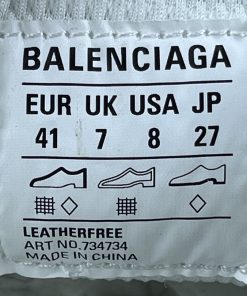 BALENCIAGA
EUR UK USA JP
41 7 8 27
LEATHERFREE
ART NO.734734
MADE IN CHINA